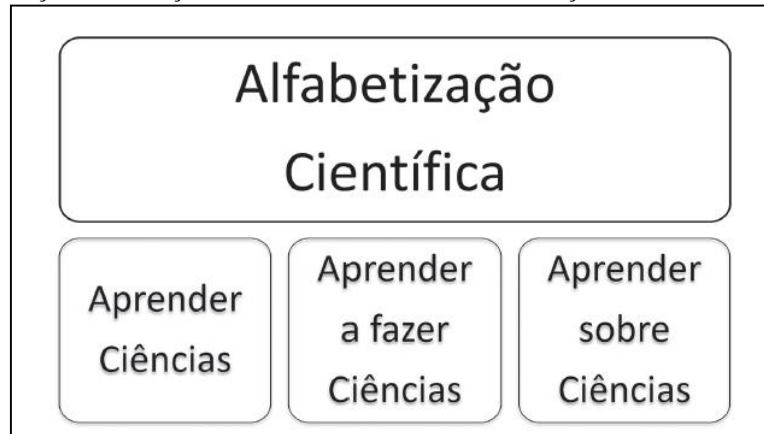 Alfabetização
Científica
Aprender
Ciências
Aprender
a fazer
Ciências
Aprender
sobre
Ciências